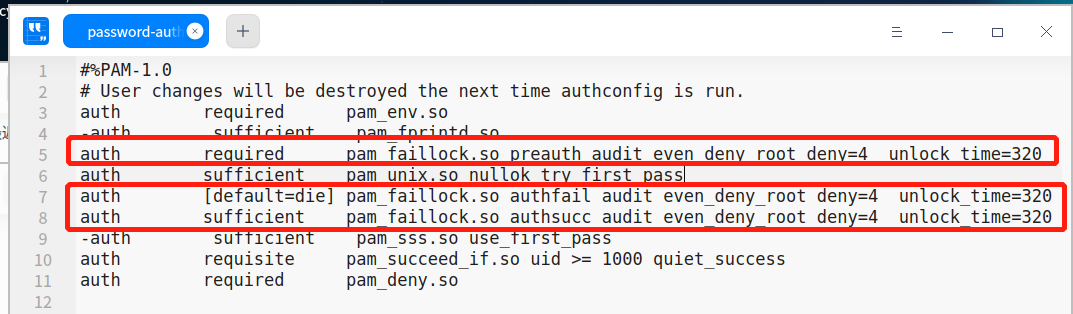 password-aut
1 #%PAM-1.0
2 # User changes will be destroyed the next time authconfig is run.
3 auth required pam_env.so
4 -auth sufficient pam_fprintd.so
5 auth required pam_faillock.so preauth audit even_deny_root deny=4 unlock_time=320
6 auth sufficient pam_unix.so nullok try_first_pass
7 auth [default=die] pam_faillock.so authfail audit even_deny_root deny=4 unlock_time=320
8 auth sufficient pam_faillock.so authsucc audit even_deny_root deny=4 unlock_time=320
9 -auth sufficient pam_sss.so use_first_pass
10 auth requisite pam_succeed_if.so uid >= 1000 quiet_success
11 auth required pam_deny.so
12